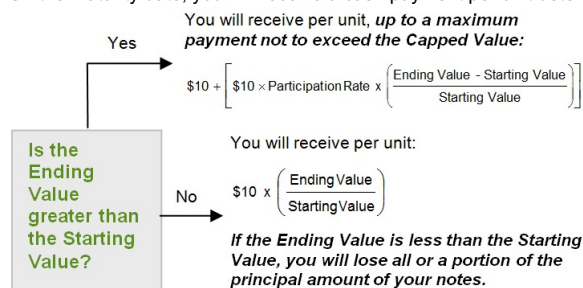 You will receive per unit, up to a maximum
payment not to exceed the Capped Value:
Yes
$10 + [ $10 × Participation Rate x ( Ending Value - Starting Value / Starting Value ) ]
Is the
Ending
Value
greater than
the Starting
Value?
No
You will receive per unit:
$10 x ( Ending Value / Starting Value )
If the Ending Value is less than the Starting
Value, you will lose all or a portion of the
principal amount of your notes.